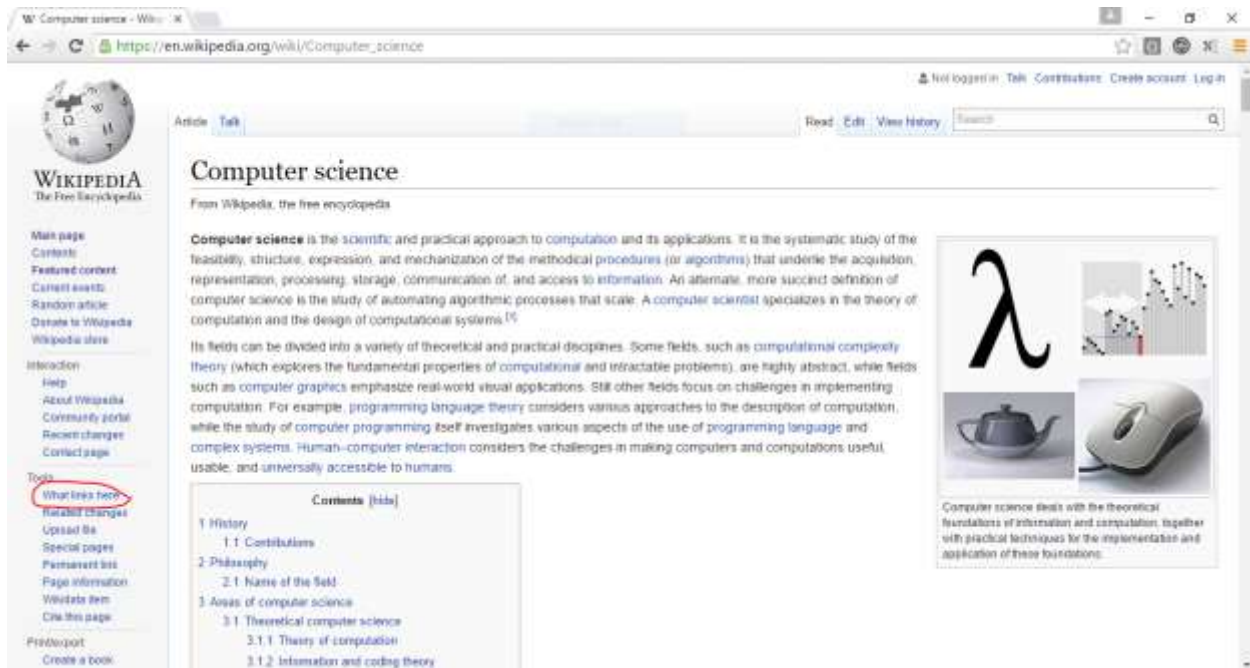 W Computer science - Wiki
https://en.wikipedia.org/wiki/Computer_science
Not logged in Talk Contributions Create account Log in
Article Talk
Read Edit View history Search
WIKIPEDIA
The Free Encyclopedia
Main page
Contents
Featured content
Current events
Random article
Donate to Wikipedia
Wikipedia store
Interaction
Help
About Wikipedia
Community portal
Recent changes
Contact page
Tools
What links here
Related changes
Upload file
Special pages
Permanent link
Page information
Wikidata item
Cite this page
Print/export
Create a book
Computer science
From Wikipedia, the free encyclopedia
Computer science is the scientific and practical approach to computation and its applications. It is the systematic study of the
feasibility, structure, expression, and mechanization of the methodical procedures (or algorithms) that underlie the acquisition,
representation, processing, storage, communication of, and access to information. An alternate, more succinct definition of
computer science is the study of automating algorithmic processes that scale. A computer scientist specializes in the theory of
computation and the design of computational systems.[1]
Its fields can be divided into a variety of theoretical and practical disciplines. Some fields, such as computational complexity
theory (which explores the fundamental properties of computational and intractable problems), are highly abstract, while fields
such as computer graphics emphasize real-world visual applications. Still other fields focus on challenges in implementing
computation. For example, programming language theory considers various approaches to the description of computation,
while the study of computer programming itself investigates various aspects of the use of programming language and
complex systems. Human–computer interaction considers the challenges in making computers and computations useful,
usable, and universally accessible to humans.
λ
Computer science deals with the theoretical
foundations of information and computation, together
with practical techniques for the implementation and
application of these foundations.
Contents [hide]
1 History
1.1 Contributions
2 Philosophy
2.1 Name of the field
3 Areas of computer science
3.1 Theoretical computer science
3.1.1 Theory of computation
3.1.2 Information and coding theory